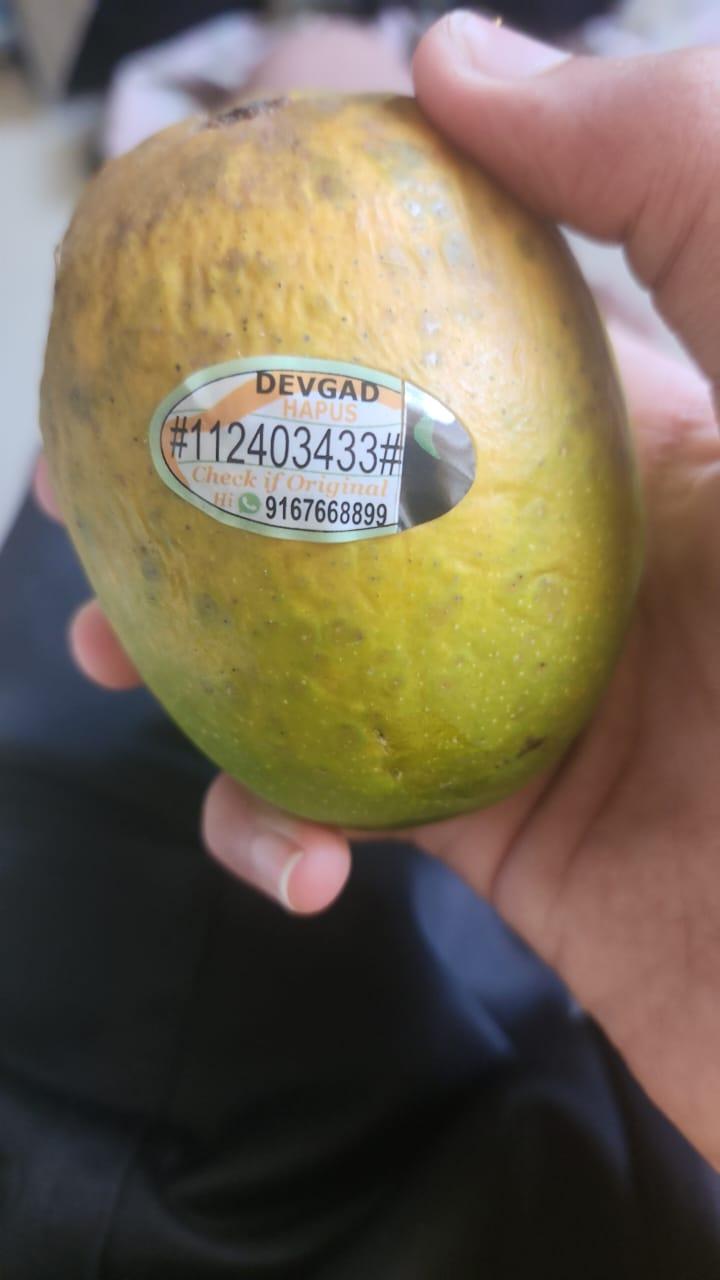 DEVGAD
HAPUS
#112403433#
Check if Original
Hi 9167668899